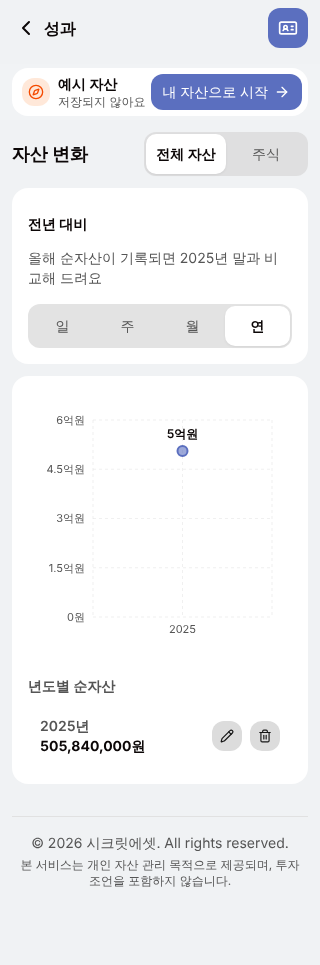 성과
예시 자산
저장되지 않아요
내 자산으로 시작
자산 변화
전체 자산
주식
전년 대비
올해 순자산이 기록되면 2025년 말과 비
교해 드려요
일
주
월
연
6억원
5억원
4.5억원
3억원
1.5억원
0원
2025
년도별 순자산
2025년
505,840,000원
© 2026 시크릿에셋. All rights reserved.
본 서비스는 개인 자산 관리 목적으로 제공되며, 투자
조언을 포함하지 않습니다.